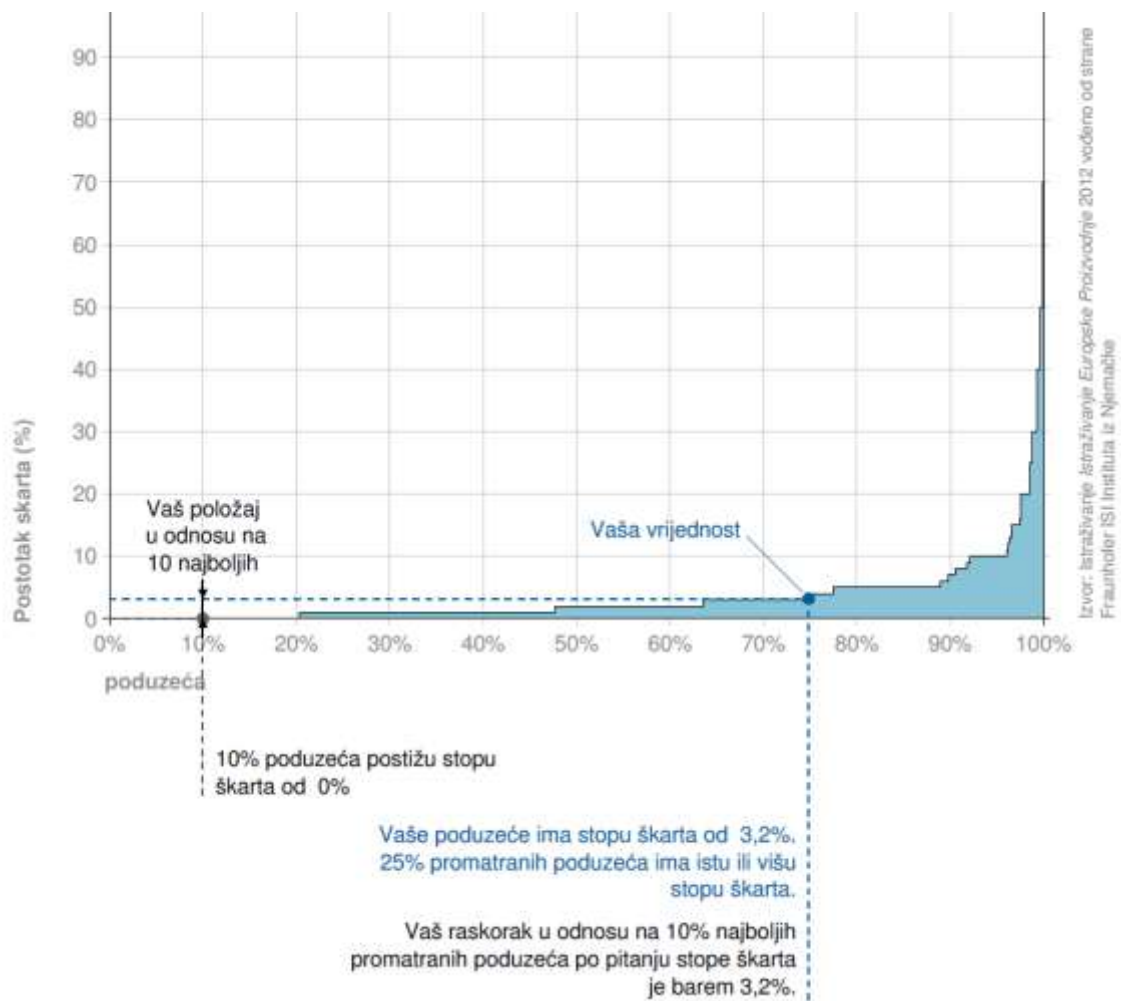 90
80
70
60
50
40
30
20
10
0
Postotak skarta (%)
Vaš položaj
u odnosu na
10 najboljih
Vaša vrijednost
0%
10%
20%
30%
40%
50%
60%
70%
80%
90%
100%
poduzeća
10% poduzeća postižu stopu
škarta od 0%
Vaše poduzeće ima stopu škarta od 3,2%.
25% promatranih poduzeća ima istu ili višu
stopu škarta.
Vaš raskorak u odnosu na 10% najboljih
promatranih poduzeća po pitanju stope škarta
je barem 3,2%.
Izvor: Istraživanje Istraživanje Europske Proizvodnje 2012 vođeno od strane
Fraunhofer ISI Instituta iz Njemačke